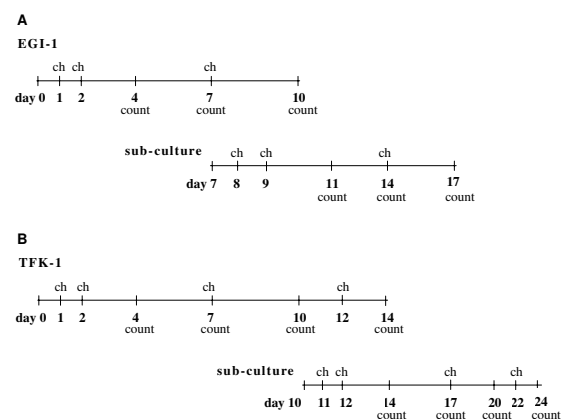 A
EGI-1
ch ch ch
day 0 1 2 4 7 10
count count count
sub-culture ch ch ch
day 7 8 9 11 14 17
count count count
B
TFK-1
ch ch ch ch
day 0 1 2 4 7 10 12 14
count count count count
sub-culture ch ch ch ch
day 10 11 12 14 17 20 22 24
count count count count